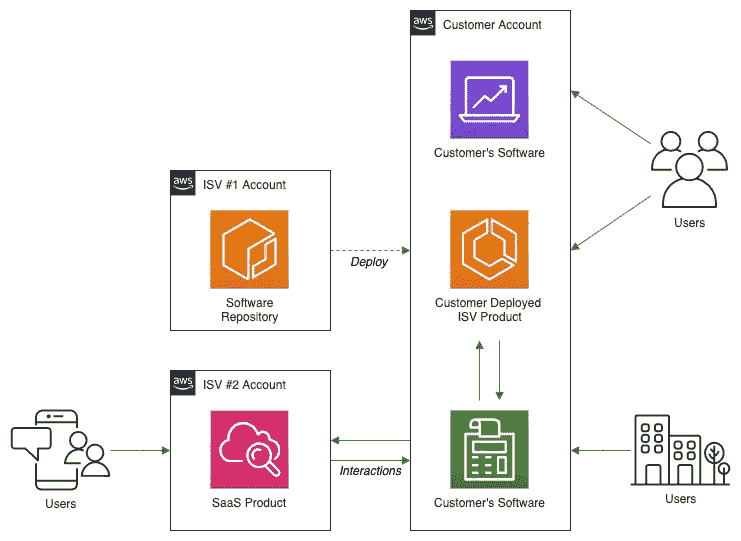 aws
Customer Account
Customer's Software
aws
ISV #1 Account
Users
Deploy
Software
Repository
Customer Deployed
ISV Product
aws
ISV #2 Account
Interactions
Users
SaaS Product
Customer's Software
Users